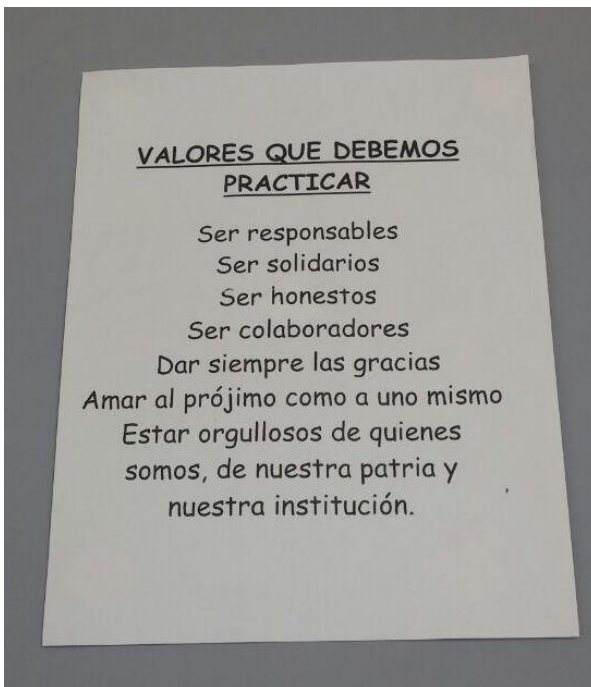 VALORES QUE DEBEMOS
PRACTICAR
Ser responsables
Ser solidarios
Ser honestos
Ser colaboradores
Dar siempre las gracias
Amar al prójimo como a uno mismo
Estar orgullosos de quienes
somos, de nuestra patria y
nuestra institución.